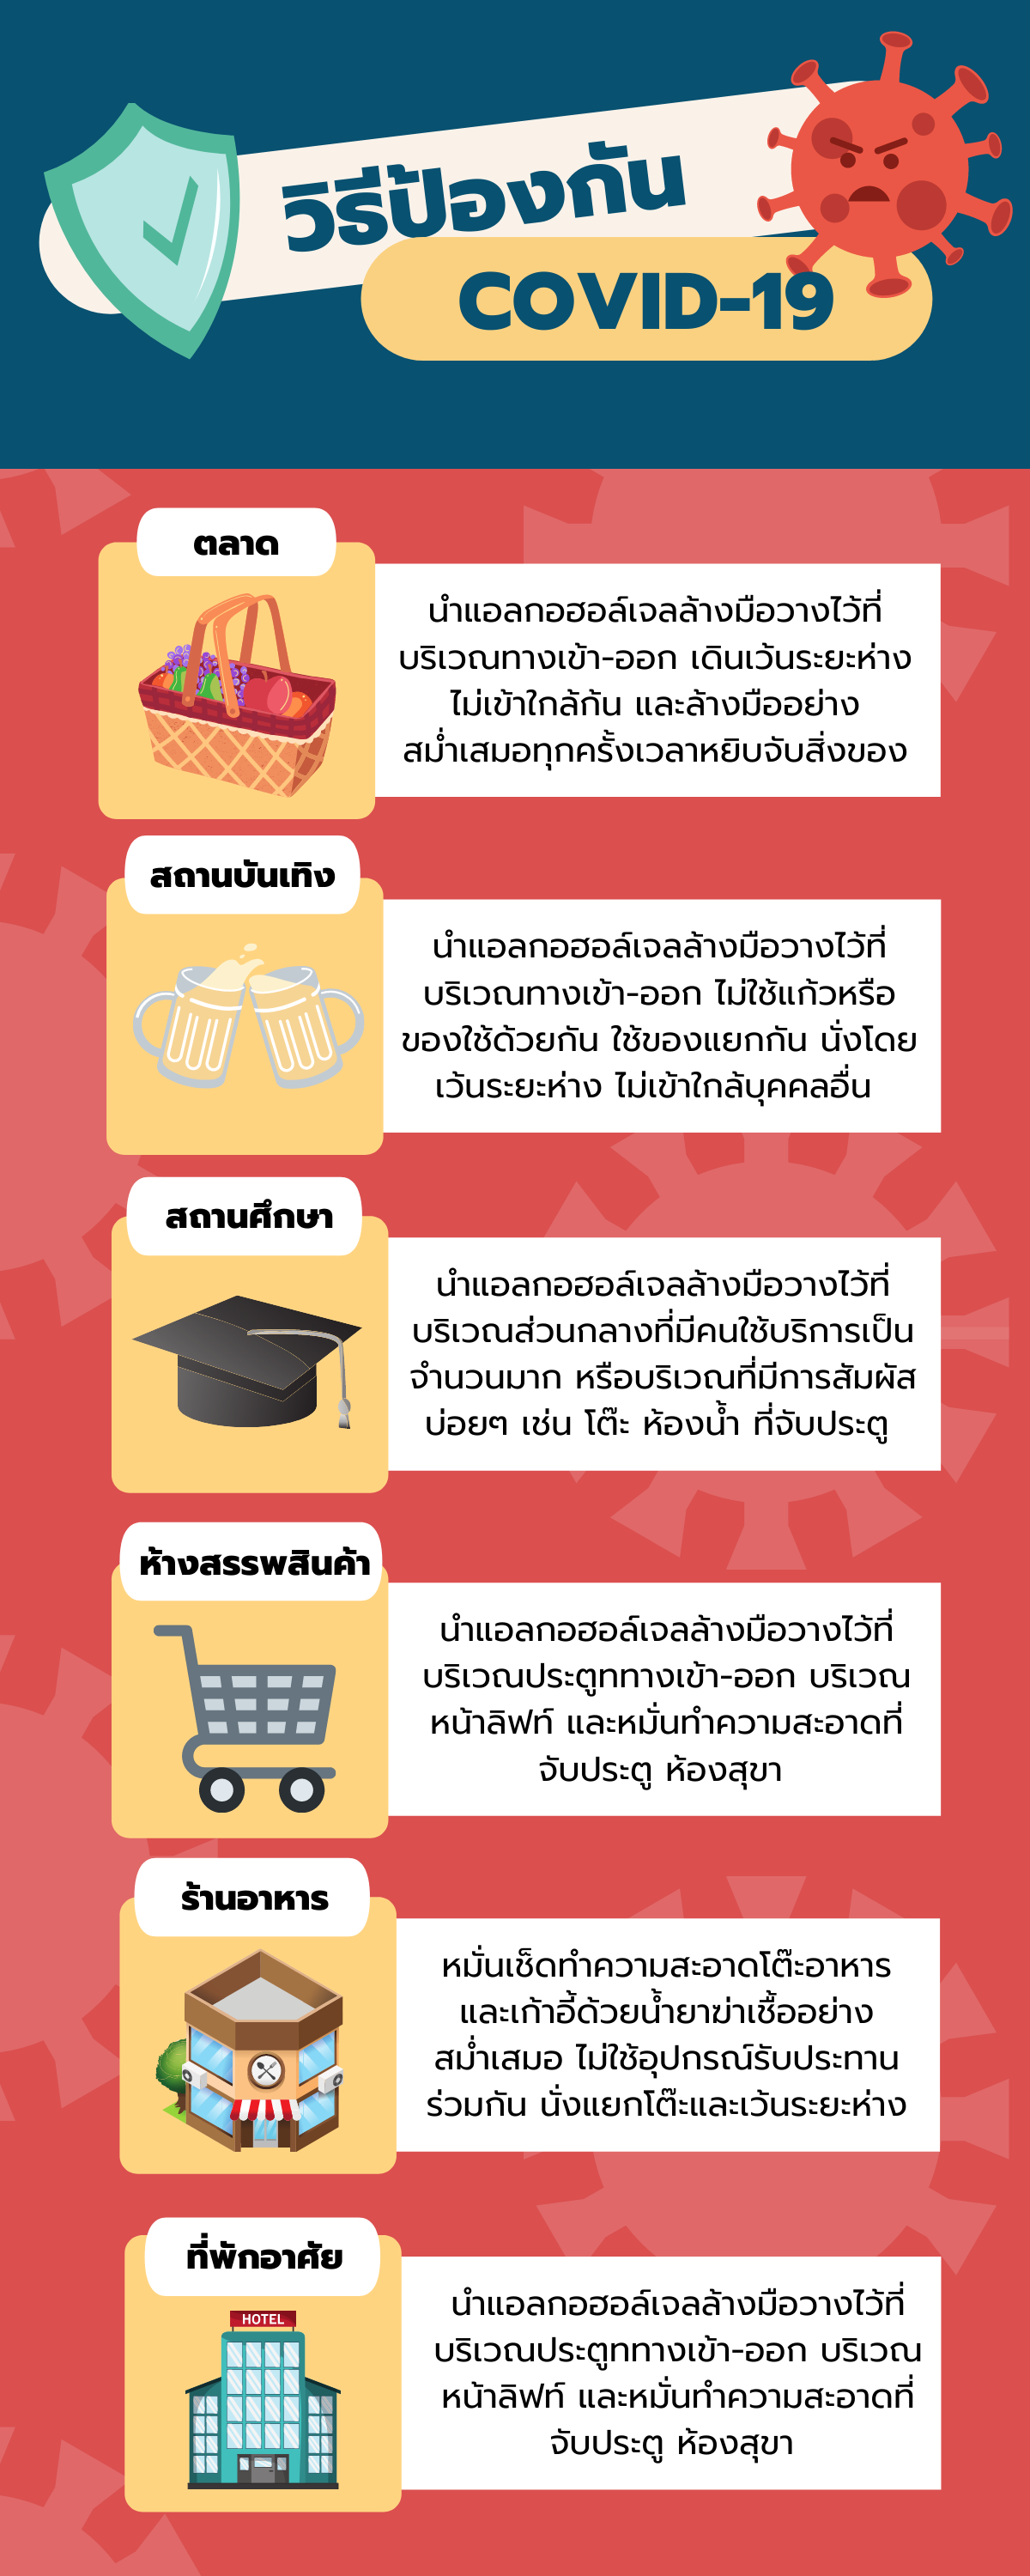 วิธีป้องกัน
COVID-19
ตลาด
นำแอลกอฮอล์เจลล้างมือวางไว้ที่
บริเวณทางเข้า-ออก เดินเว้นระยะห่าง
ไม่เข้าใกล้ก้น และล้างมืออย่าง
สม่ำเสมอทุกครั้งเวลาหยิบจับสิ่งของ
สถานบันเทิง
นำแอลกอฮอล์เจลล้างมือวางไว้ที่
บริเวณทางเข้า-ออก ไม่ใช้แก้วหรือ
ของใช้ด้วยกัน ใช้ของแยกกัน นั่งโดย
เว้นระยะห่าง ไม่เข้าใกล้บุคคลอื่น
สถานศึกษา
นำแอลกอฮอล์เจลล้างมือวางไว้ที่
บริเวณส่วนกลางที่มีคนใช้บริการเป็น
จำนวนมาก หรือบริเวณที่มีการสัมผัส
บ่อยๆ เช่น โต๊ะ ห้องน้ำ ที่จับประตู
ห้างสรรพสินค้า
นำแอลกอฮอล์เจลล้างมือวางไว้ที่
บริเวณประตูททางเข้า-ออก บริเวณ
หน้าลิฟท์ และหมั่นทำความสะอาดที่
จับประตู ห้องสุขา
ร้านอาหาร
หมั่นเช็ดทำความสะอาดโต๊ะอาหาร
และเก้าอี้ด้วยน้ำยาฆ่าเชื้ออย่าง
สม่ำเสมอ ไม่ใช้อุปกรณ์รับประทาน
ร่วมกัน นั่งแยกโต๊ะและเว้นระยะห่าง
ที่พักอาศัย
HOTEL
นำแอลกอฮอล์เจลล้างมือวางไว้ที่
บริเวณประตูททางเข้า-ออก บริเวณ
หน้าลิฟท์ และหมั่นทำความสะอาดที่
จับประตู ห้องสุขา